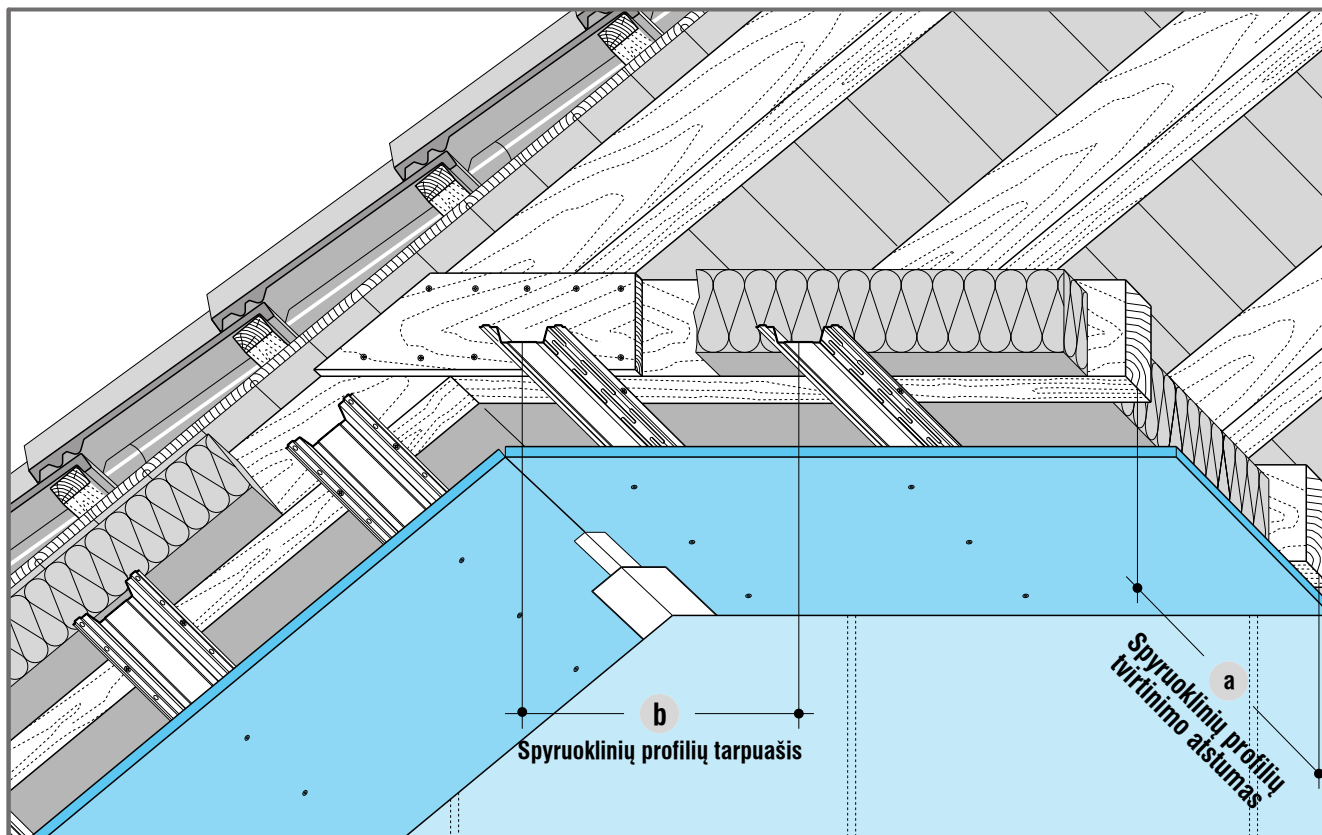 b
Spyruoklinių profilių tarpuašis
a
Spyruoklinių profilių
tvirtinimo atstumas